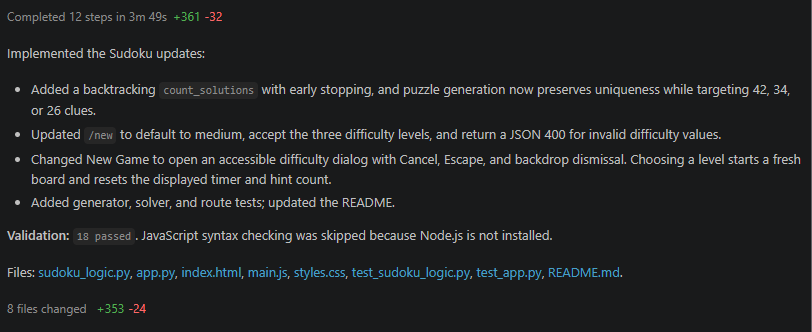 Completed 12 steps in 3m 49s +361 -32
Implemented the Sudoku updates:
• Added a backtracking count_solutions with early stopping, and puzzle generation now preserves uniqueness while targeting 42, 34,
or 26 clues.
• Updated /new to default to medium, accept the three difficulty levels, and return a JSON 400 for invalid difficulty values.
• Changed New Game to open an accessible difficulty dialog with Cancel, Escape, and backdrop dismissal. Choosing a level starts a fresh
board and resets the displayed timer and hint count.
• Added generator, solver, and route tests; updated the README.
Validation: 18 passed. JavaScript syntax checking was skipped because Node.js is not installed.
Files: sudoku_logic.py, app.py, index.html, main.js, styles.css, test_sudoku_logic.py, test_app.py, README.md.
8 files changed +353 -24